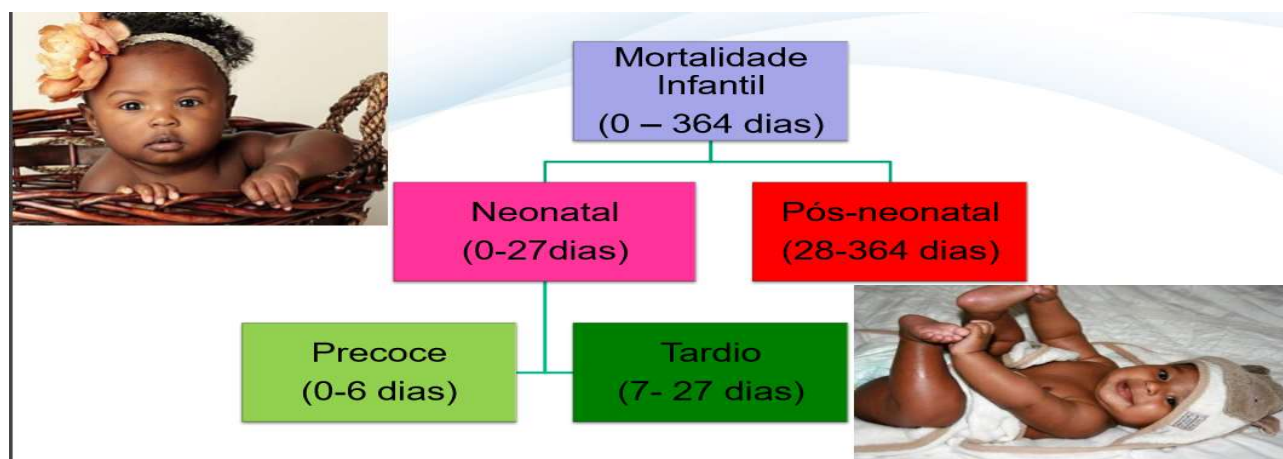 Mortalidade
Infantil
(0 – 364 dias)
Neonatal
(0-27dias)
Pós-neonatal
(28-364 dias)
Precoce
(0-6 dias)
Tardio
(7- 27 dias)